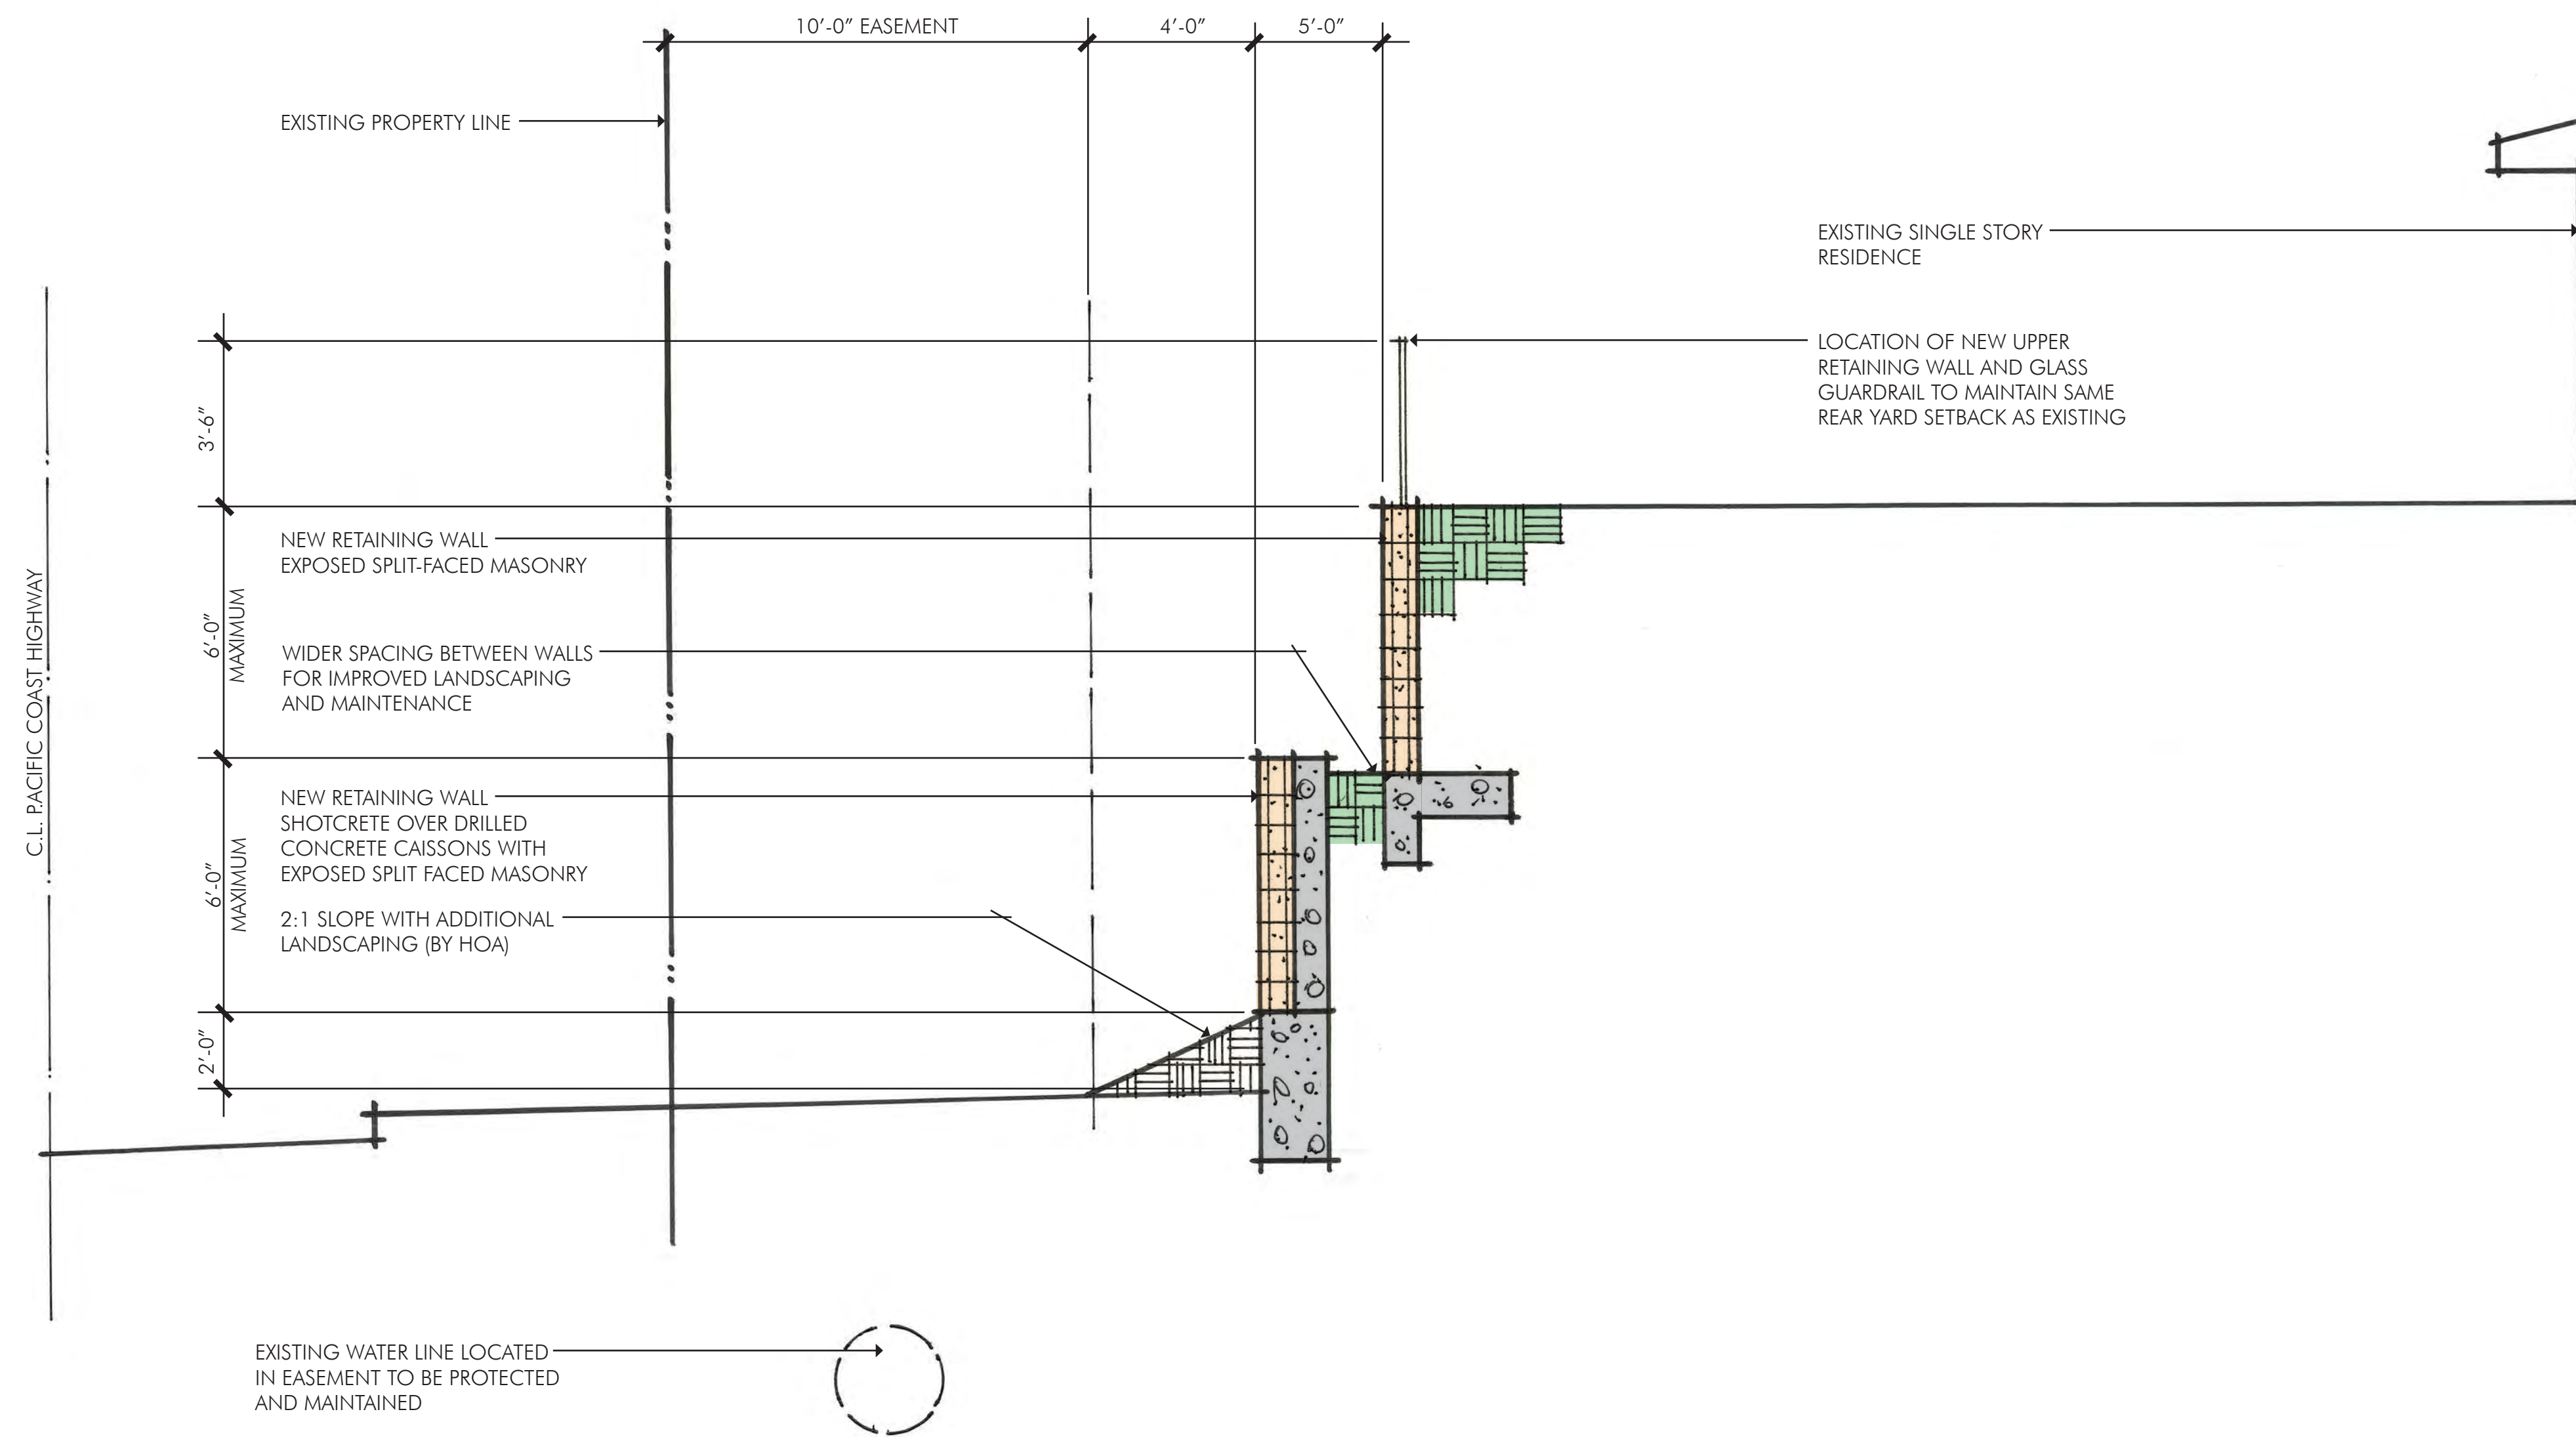 10’-0” EASEMENT
4’-0”
5’-0”
EXISTING PROPERTY LINE
EXISTING SINGLE STORY
RESIDENCE
LOCATION OF NEW UPPER
RETAINING WALL AND GLASS
GUARDRAIL TO MAINTAIN SAME
REAR YARD SETBACK AS EXISTING
3’-6”
NEW RETAINING WALL
EXPOSED SPLIT-FACED MASONRY
6’-0”
MAXIMUM
WIDER SPACING BETWEEN WALLS
FOR IMPROVED LANDSCAPING
AND MAINTENANCE
C.L. PACIFIC COAST HIGHWAY
NEW RETAINING WALL
SHOTCRETE OVER DRILLED
CONCRETE CAISSONS WITH
EXPOSED SPLIT FACED MASONRY
6’-0”
MAXIMUM
2:1 SLOPE WITH ADDITIONAL
LANDSCAPING (BY HOA)
2’-0”
EXISTING WATER LINE LOCATED
IN EASEMENT TO BE PROTECTED
AND MAINTAINED